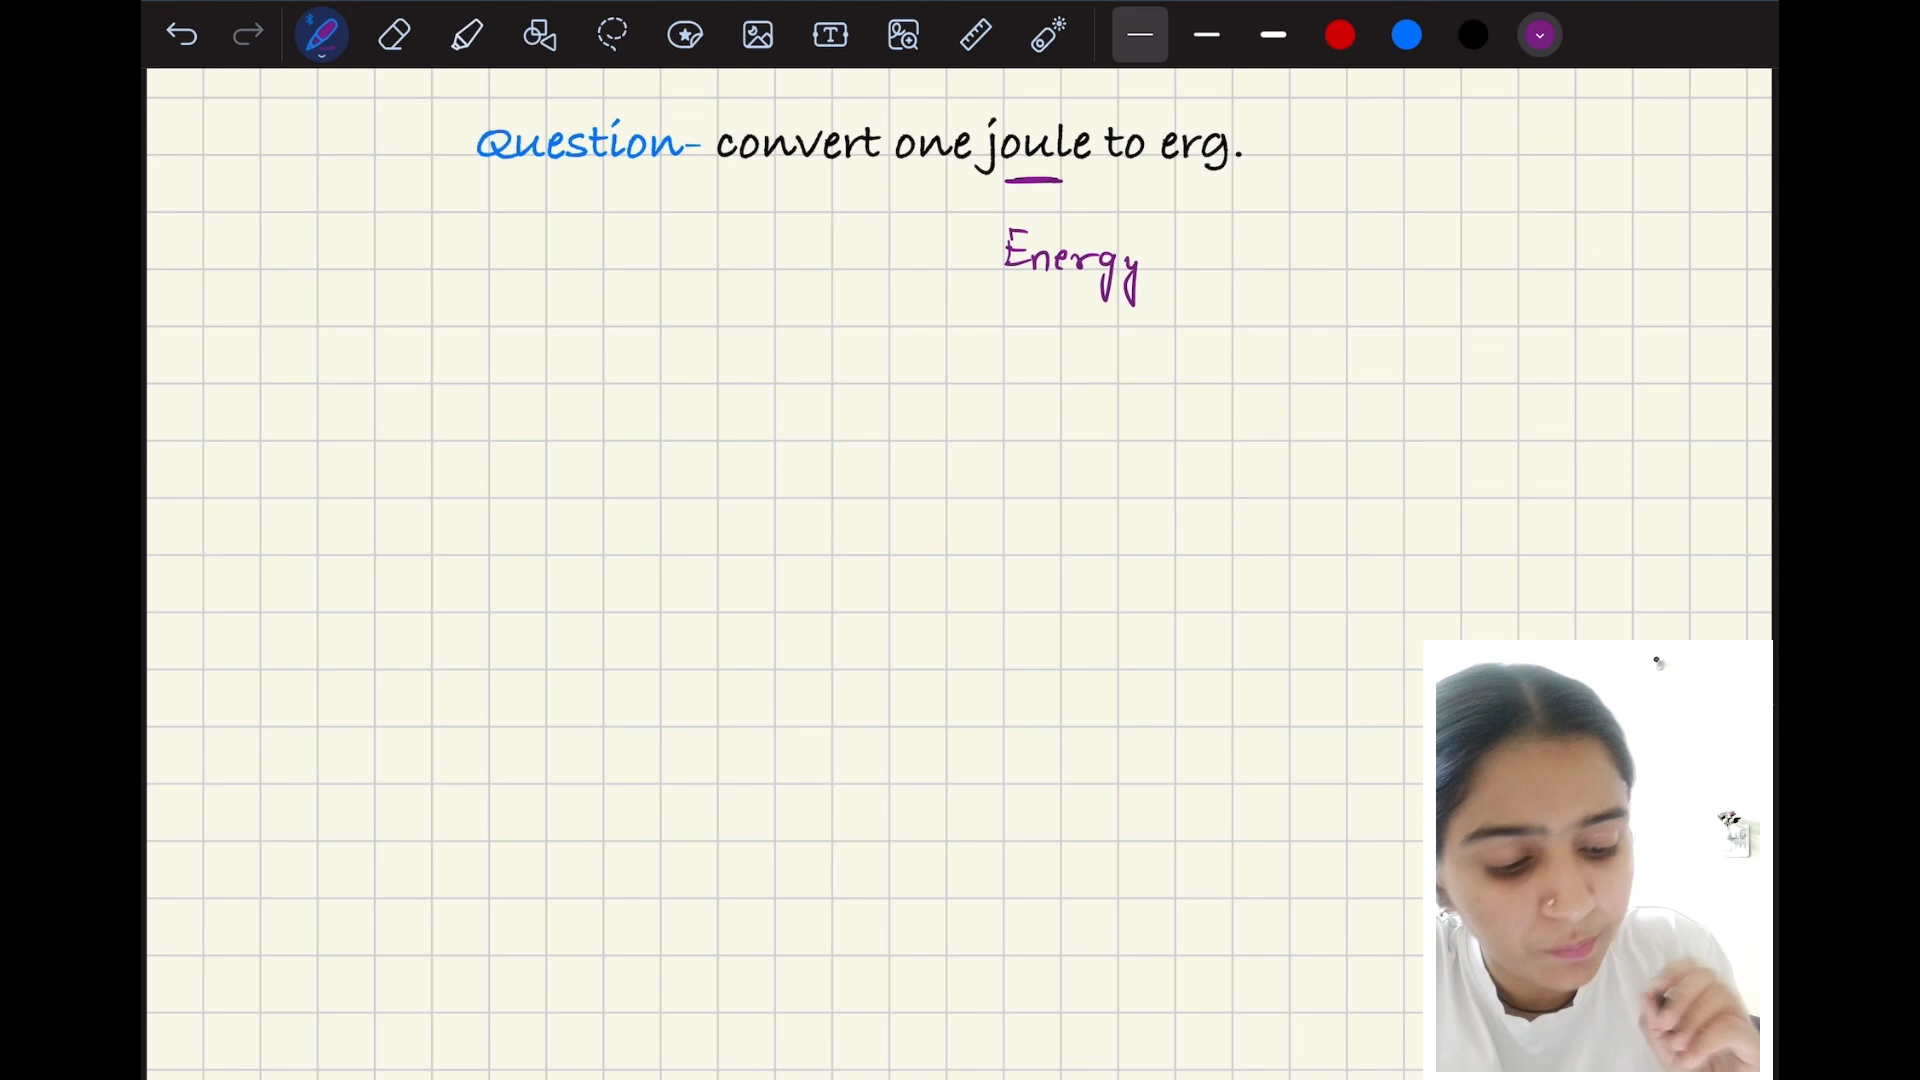 Question- convert one joule to erg.
Energy